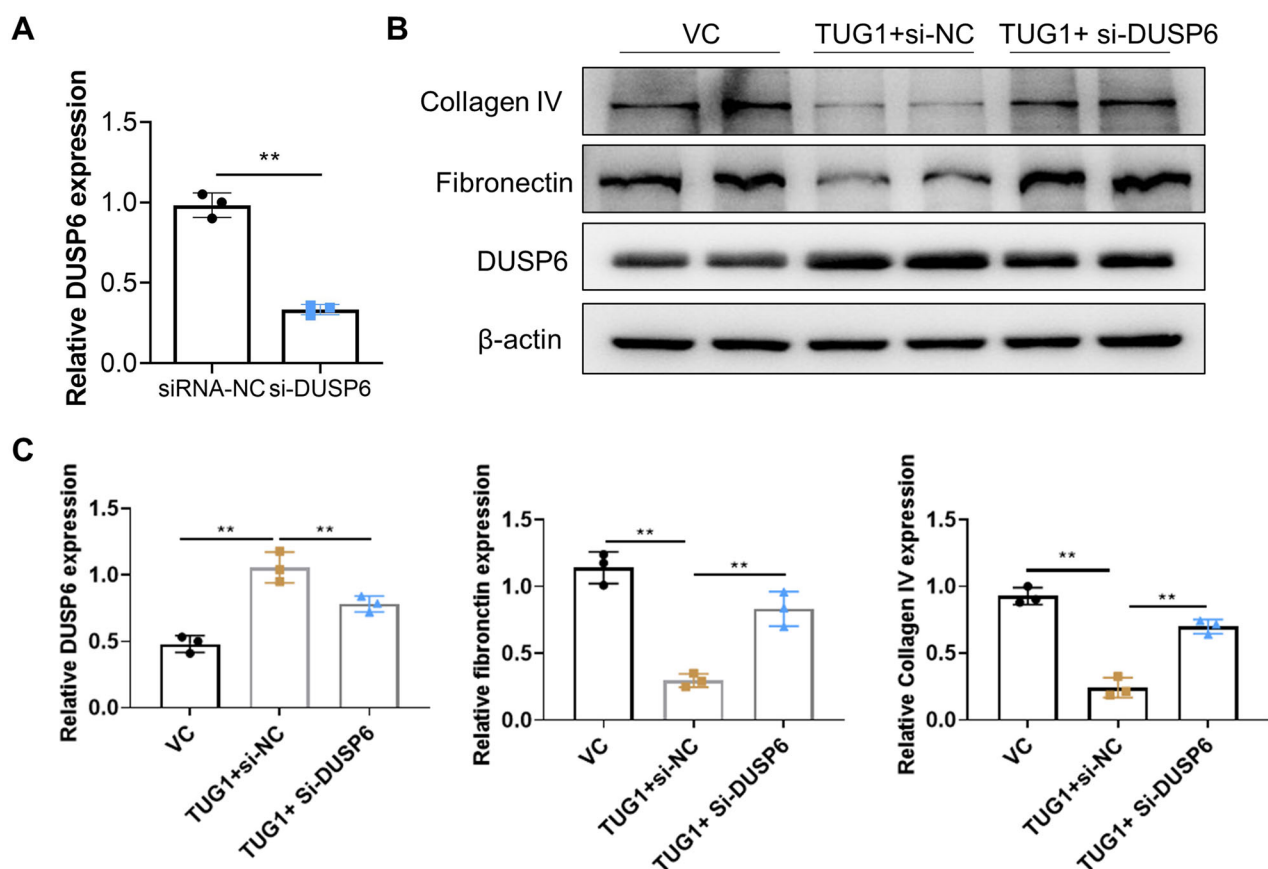 A
Relative DUSP6 expression
1.5
1.0
0.5
0.0
**
siRNA-NC si-DUSP6
B
VC TUG1+si-NC TUG1+ si-DUSP6
Collagen IV
Fibronectin
DUSP6
β-actin
C
Relative DUSP6 expression
1.5
1.0
0.5
0.0
** **
VC
TUG1+si-NC
TUG1+ Si-DUSP6
Relative fibronctin expression
1.5
1.0
0.5
0.0
**
**
VC
TUG1+si-NC
TUG1+ Si-DUSP6
Relative Collagen IV expression
1.5
1.0
0.5
0.0
**
**
VC
TUG1+si-NC
TUG1+ Si-DUSP6